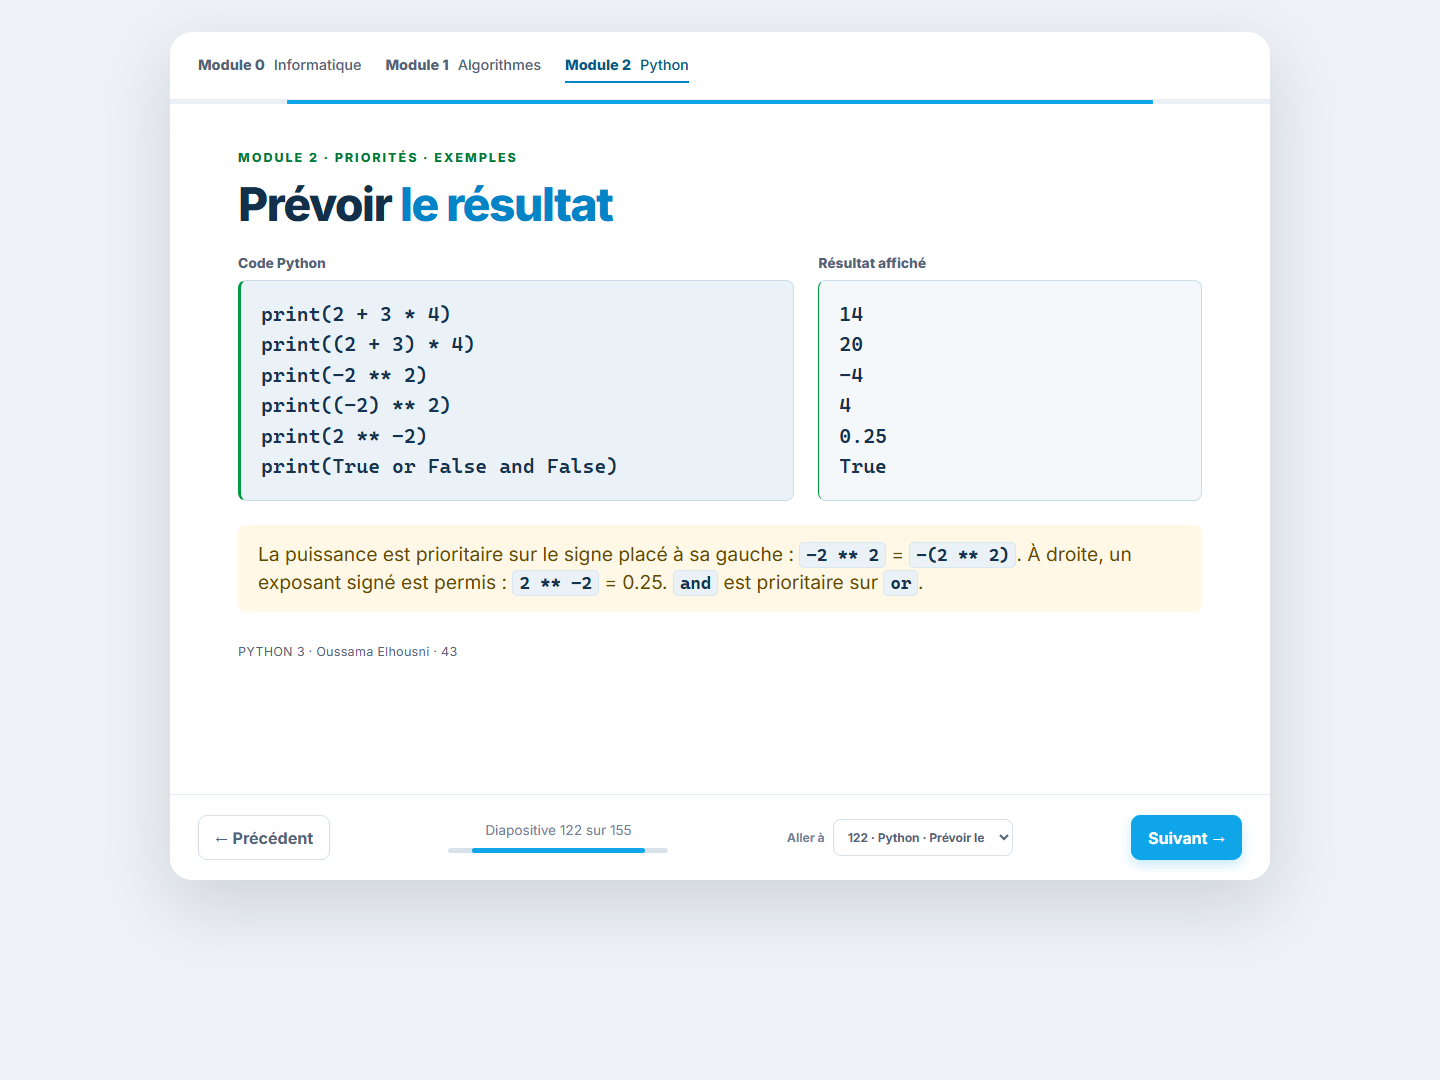 Module 0 Informatique Module 1 Algorithmes Module 2 Python
MODULE 2 · PRIORITÉS · EXEMPLES
Prévoir le résultat
Code Python
print(2 + 3 * 4)
print((2 + 3) * 4)
print(−2 ** 2)
print((−2) ** 2)
print(2 ** −2)
print(True or False and False)
Résultat affiché
14
20
−4
4
0.25
True
La puissance est prioritaire sur le signe placé à sa gauche : −2 ** 2 = −(2 ** 2). À droite, un
exposant signé est permis : 2 ** −2 = 0.25. and est prioritaire sur or.
PYTHON 3 · Oussama Elhousni · 43
← Précédent
Diapositive 122 sur 155
Aller à 122 · Python · Prévoir le
Suivant →